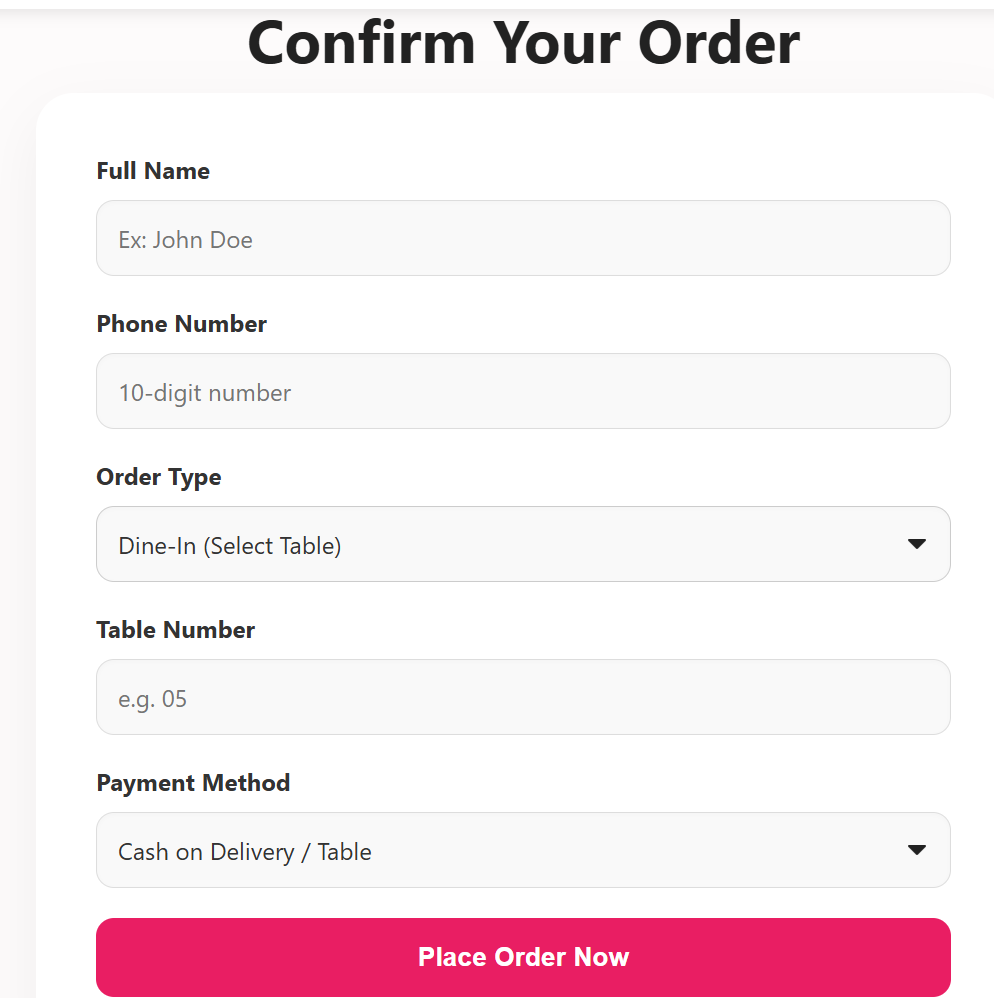 Confirm Your Order
Full Name
Ex: John Doe
Phone Number
10-digit number
Order Type
Dine-In (Select Table)
Table Number
e.g. 05
Payment Method
Cash on Delivery / Table
Place Order Now